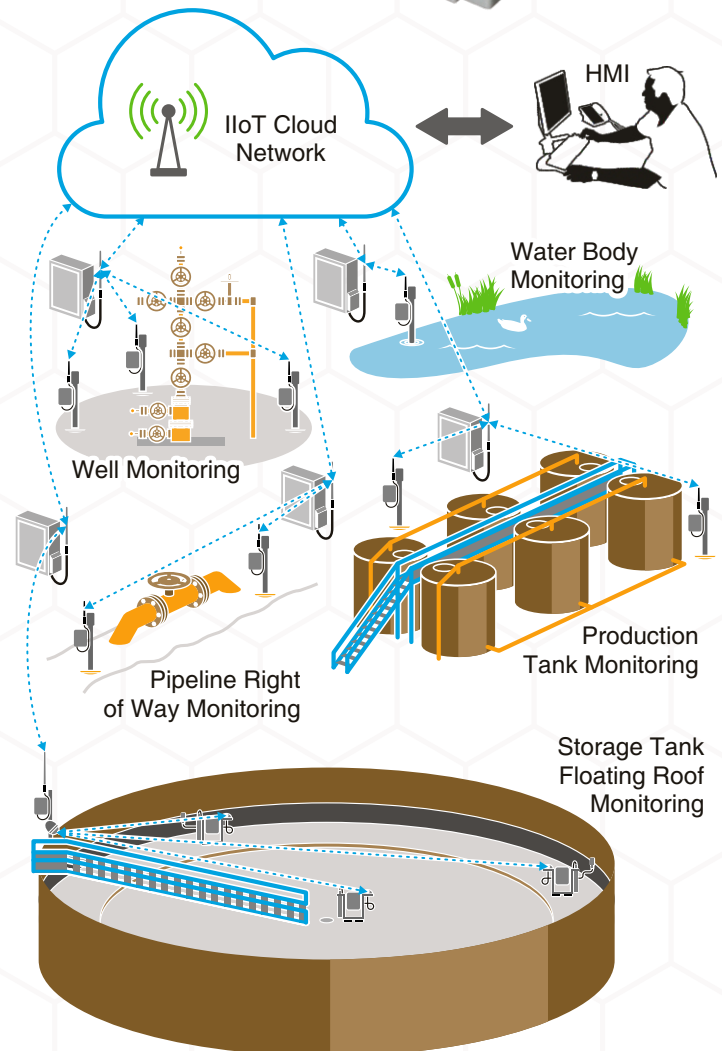 HMI
IIoT Cloud
Network
Water Body
Monitoring
Well Monitoring
Production
Tank Monitoring
Pipeline Right
of Way Monitoring
Storage Tank
Floating Roof
Monitoring